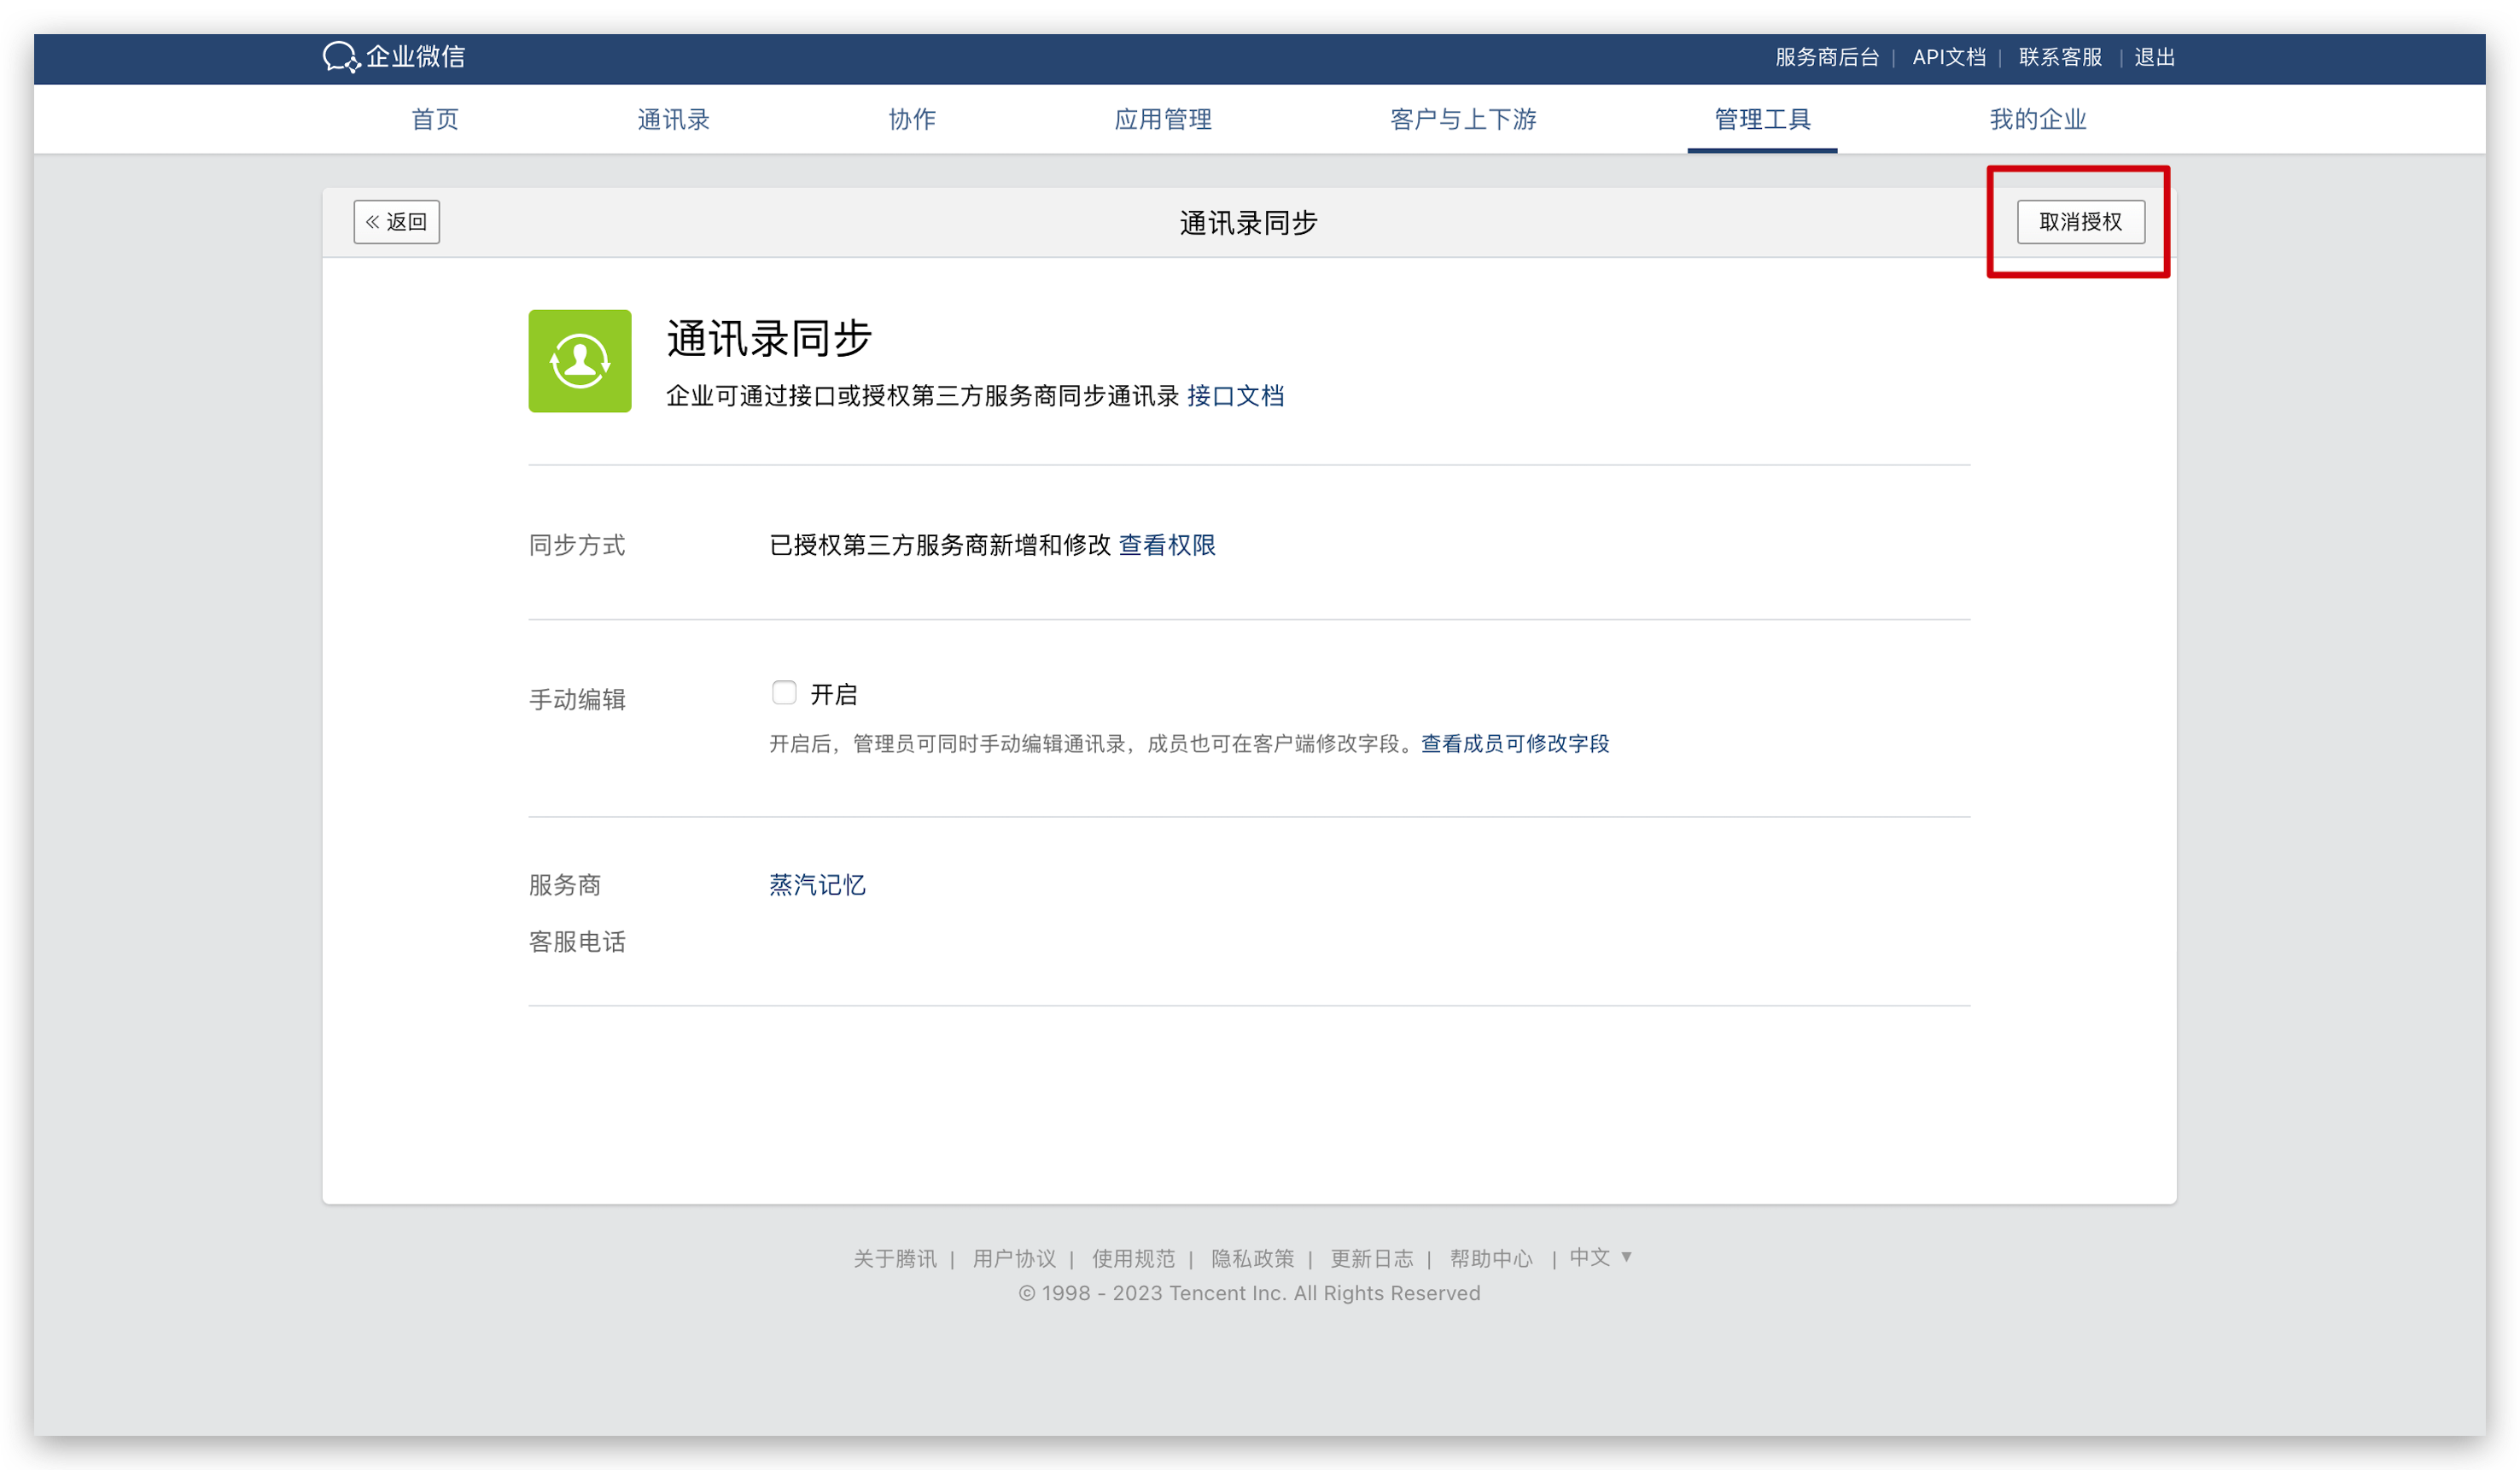 企业微信
服务商后台 | API文档 | 联系客服 | 退出
首页 通讯录 协作 应用管理 客户与上下游 管理工具 我的企业
« 返回 通讯录同步 取消授权
通讯录同步
企业可通过接口或授权第三方服务商同步通讯录 接口文档
同步方式 已授权第三方服务商新增和修改 查看权限
手动编辑 开启
开启后，管理员可同时手动编辑通讯录，成员也可在客户端修改字段。查看成员可修改字段
服务商 蒸汽记忆
客服电话
关于腾讯 | 用户协议 | 使用规范 | 隐私政策 | 更新日志 | 帮助中心 | 中文 ▼
© 1998 - 2023 Tencent Inc. All Rights Reserved